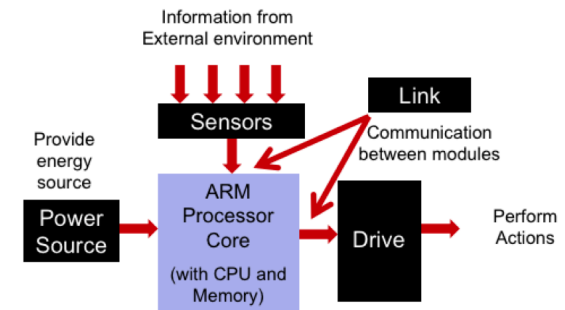 Information from
External environment
Sensors
Link
Communication
between modules
Provide
energy
source
Power
Source
ARM
Processor
Core
(with CPU and
Memory)
Drive
Perform
Actions